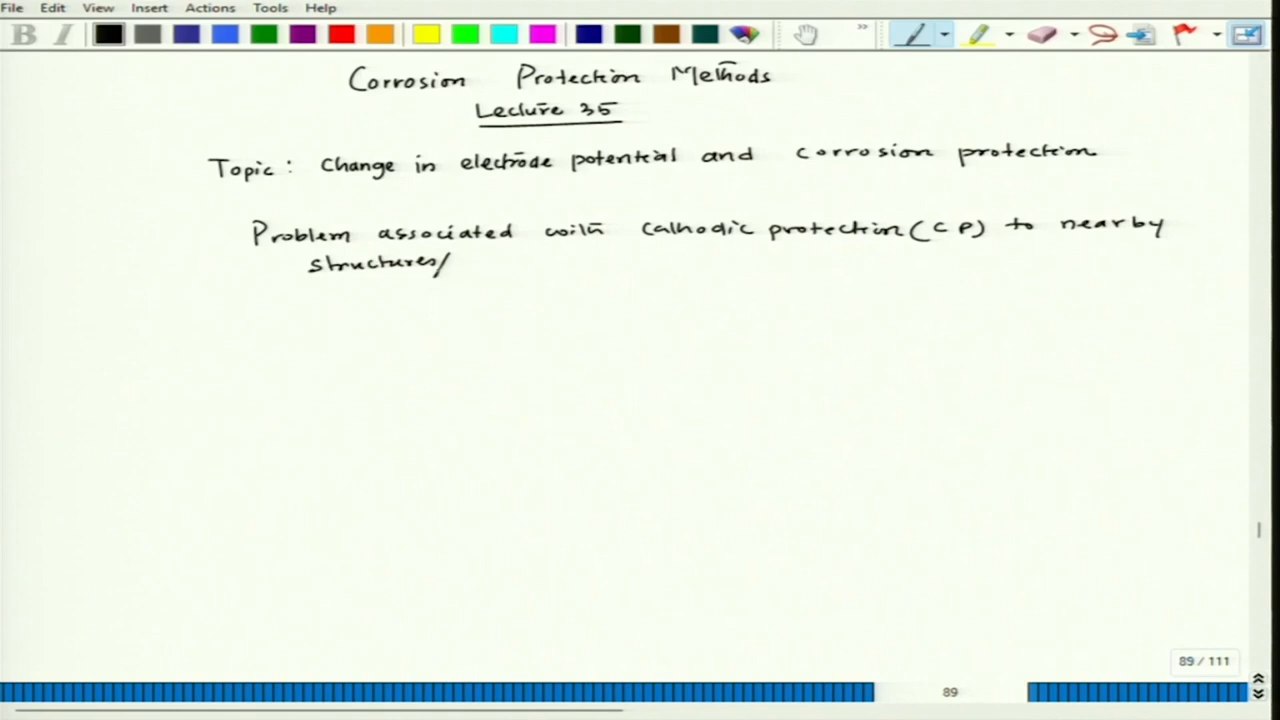 File Edit View Insert Actions Tools Help
B I
Corrosion Protection Methods
Lecture 35
Topic: Change in electrode potential and corrosion protection
Problem associated with Cathodic protection (CP) to nearby
structures/
89 / 111
89